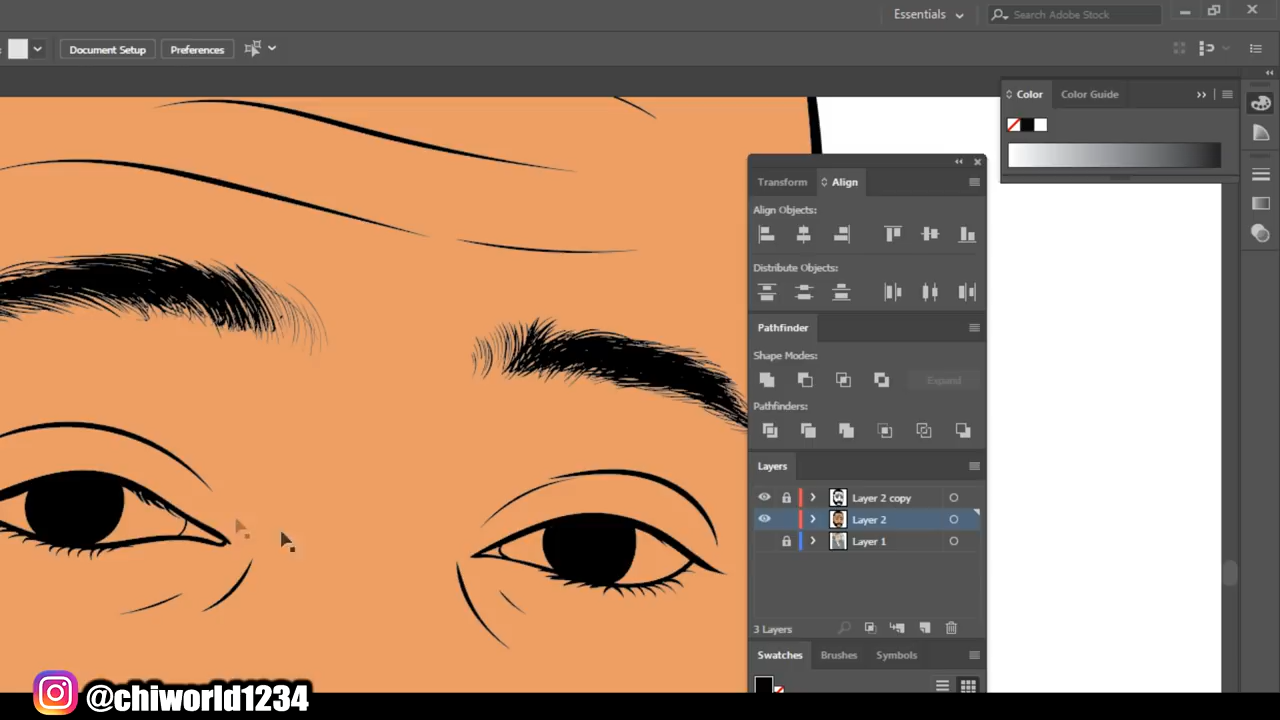 Essentials
Search Adobe Stock
Document Setup
Preferences
Color
Color Guide
Transform
Align
Align Objects:
Distribute Objects:
Pathfinder
Shape Modes:
Expand
Pathfinders:
Layers
Layer 2 copy
Layer 2
Layer 1
3 Layers
Swatches
Brushes
Symbols
@chiworld1234